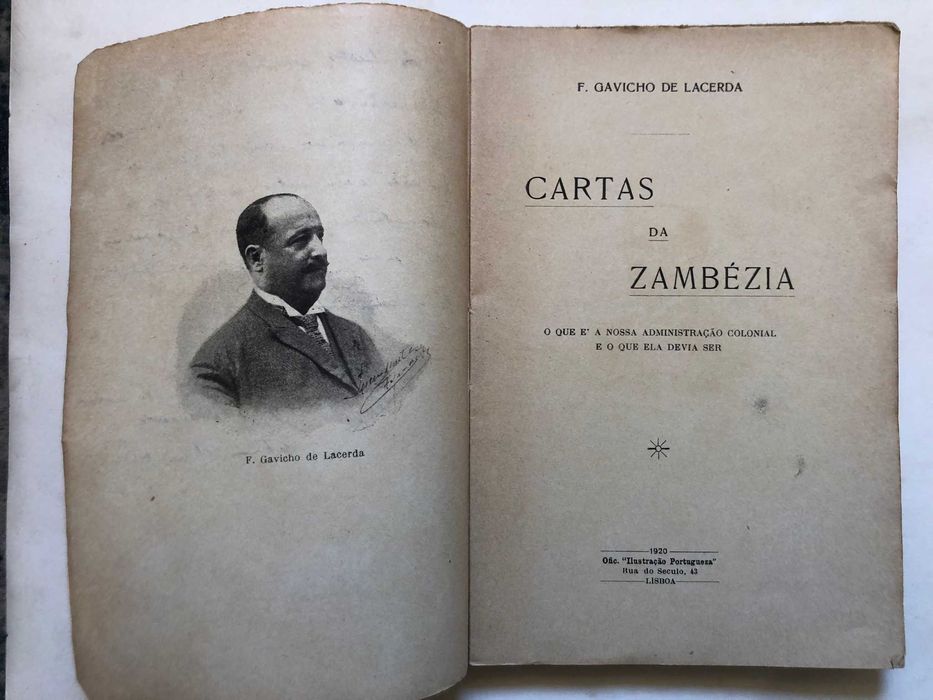 F. Gavicho de Lacerda
F. GAVICHO DE LACERDA
CARTAS
DA
ZAMBÉZIA
O QUE E' A NOSSA ADMINISTRAÇÃO COLONIAL
E O QUE ELA DEVIA SER
1920
Ofic. "Ilustração Portugueza"
Rua do Seculo, 43
LISBOA